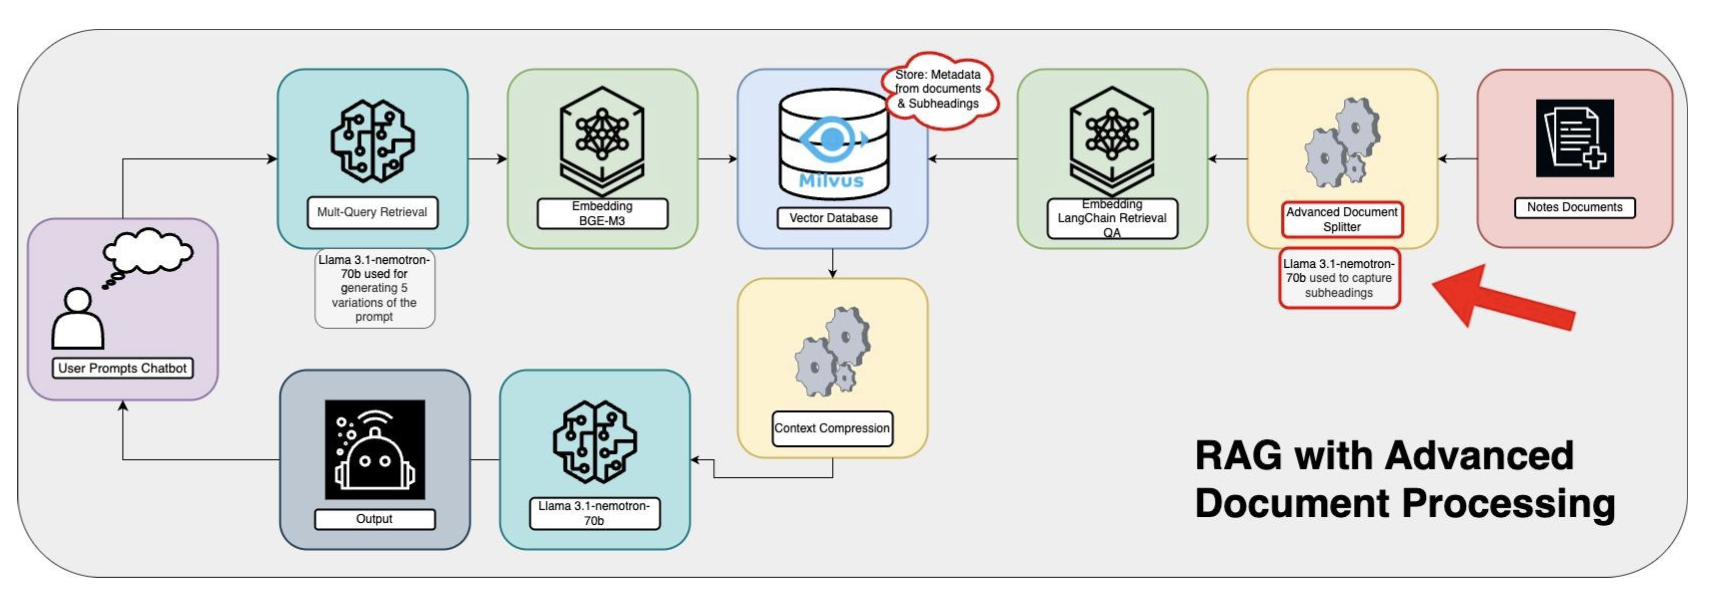 Store: Metadata
from documents
& Subheadings
Milvus
Mult-Query Retrieval
Embedding
BGE-M3
Vector Database
Embedding
LangChain Retrieval
QA
Advanced Document
Splitter
Notes Documents
Llama 3.1-nemotron-
70b used for
generating 5
variations of the
prompt
Llama 3.1-nemotron-
70b used to capture
subheadings
User Prompts Chatbot
Context Compression
Output
Llama 3.1-nemotron-
70b
RAG with Advanced
Document Processing